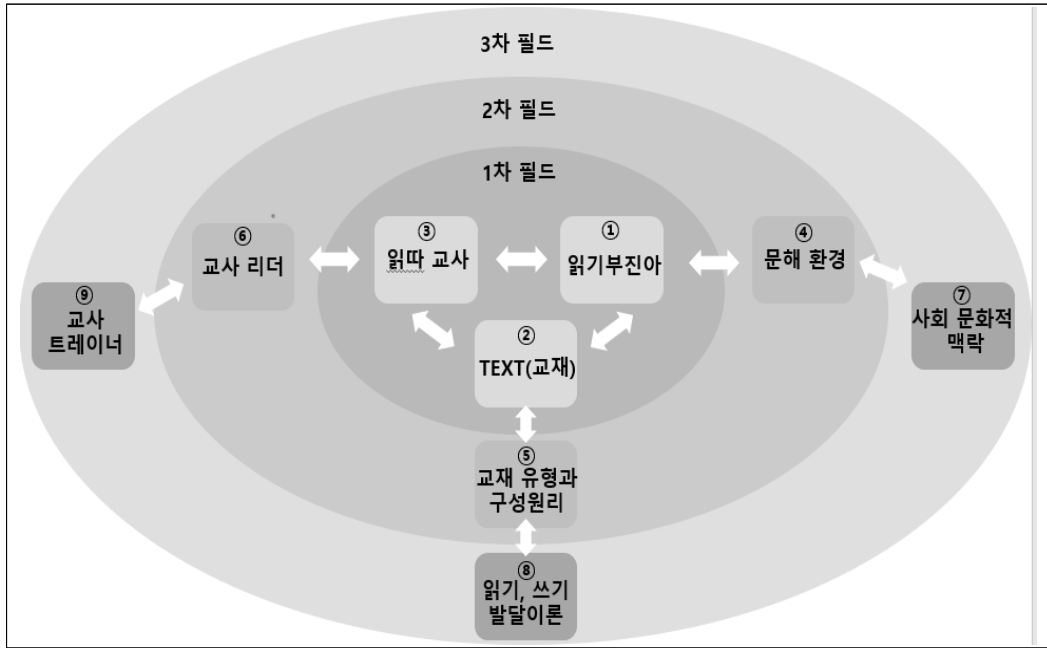 3차 필드
2차 필드
1차 필드
⑥
교사 리더
③
읽따 교사
①
읽기부진아
④
문해 환경
⑨
교사
트레이너
⑦
사회 문화적
맥락
②
TEXT(교재)
⑤
교재 유형과
구성원리
⑧
읽기, 쓰기
발달이론